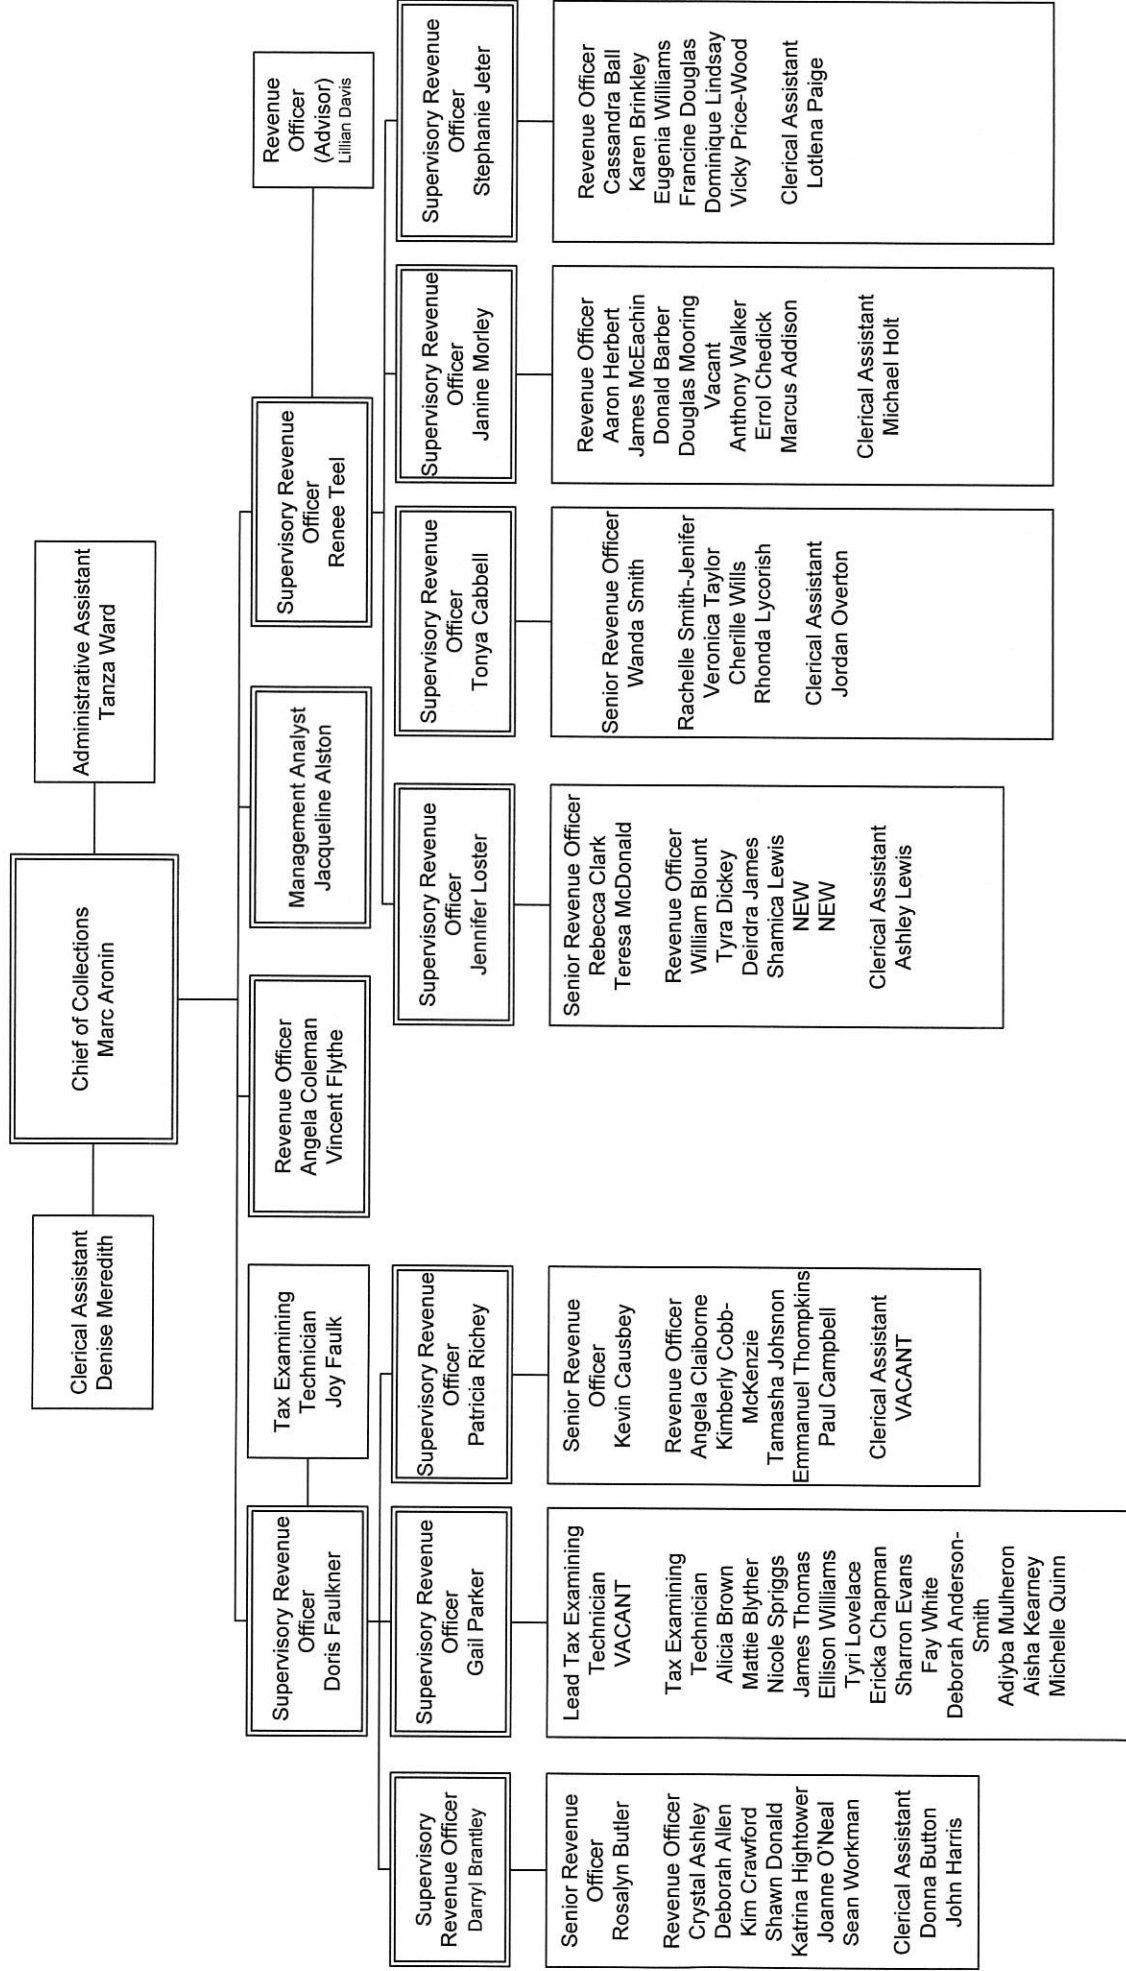 Chief of Collections
Marc Aronin
Clerical Assistant
Denise Meredith
Administrative Assistant
Tanza Ward
Supervisory Revenue
Officer
Doris Faulkner
Tax Examining
Technician
Joy Faulk
Revenue Officer
Angela Coleman
Vincent Flythe
Management Analyst
Jacqueline Alston
Supervisory Revenue
Officer
Renee Teel
Revenue
Officer
(Advisor)
Lillian Davis
Supervisory
Revenue Officer
Darryl Brantley
Supervisory Revenue
Officer
Gail Parker
Supervisory Revenue
Officer
Patricia Richey
Supervisory Revenue
Officer
Jennifer Loster
Supervisory Revenue
Officer
Tonya Cabbell
Supervisory Revenue
Officer
Janine Morley
Supervisory Revenue
Officer
Stephanie Jeter
Senior Revenue
Officer
Rosalyn Butler
Revenue Officer
Crystal Ashley
Deborah Allen
Kim Crawford
Shawn Donald
Katrina Hightower
Joanne O'Neal
Sean Workman
Clerical Assistant
Donna Button
John Harris
Lead Tax Examining
Technician
VACANT
Tax Examining
Technician
Alicia Brown
Mattie Blyther
Nicole Spriggs
James Thomas
Ellison Williams
Tyri Lovelace
Ericka Chapman
Sharron Evans
Fay White
Deborah Anderson-
Smith
Adiyba Mulheron
Aisha Kearney
Michelle Quinn
Senior Revenue
Officer
Kevin Causbey
Revenue Officer
Angela Claiborne
Kimberly Cobb-
McKenzie
Tamasha Johsnon
Emmanuel Thompkins
Paul Campbell
Clerical Assistant
VACANT
Senior Revenue Officer
Rebecca Clark
Teresa McDonald
Revenue Officer
William Blount
Tyra Dickey
Deirdra James
Shamica Lewis
NEW
NEW
Clerical Assistant
Ashley Lewis
Senior Revenue Officer
Wanda Smith
Rachelle Smith-Jenifer
Veronica Taylor
Cherille Wills
Rhonda Lycorish
Clerical Assistant
Jordan Overton
Revenue Officer
Aaron Herbert
James McEachin
Donald Barber
Douglas Mooring
Vacant
Anthony Walker
Errol Chedick
Marcus Addison
Clerical Assistant
Michael Holt
Revenue Officer
Cassandra Ball
Karen Brinkley
Eugenia Williams
Francine Douglas
Dominique Lindsay
Vicky Price-Wood
Clerical Assistant
Lotlena Paige